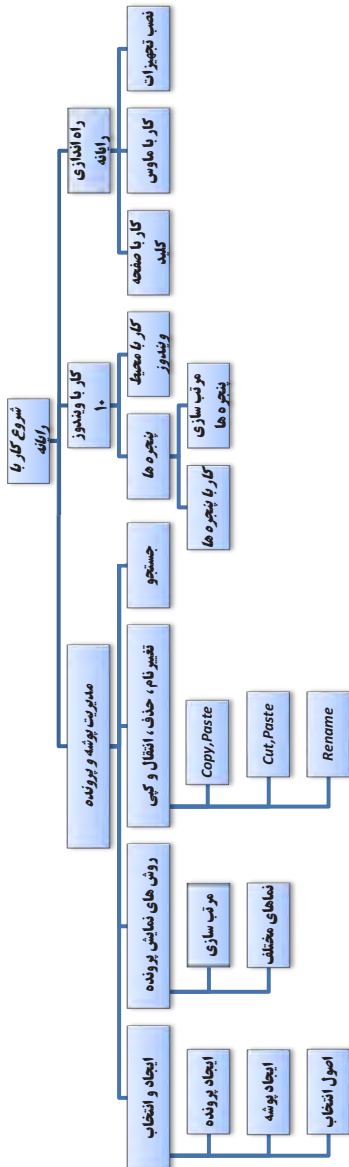 شروع کار با
رایانه
راه اندازی
رایانه
نصب تجهیزات
کار با ماوس
کار با صفحه
کلید
کار با ویندوز
۱۰
کار با محیط
ویندوز
پنجره ها
مرتب سازی
پنجره ها
کار با پنجره ها
مدیریت پوشه و پرونده
جستجو
تغییر نام ، حذف ، انتقال و کپی
Copy,Paste
Cut,Paste
Rename
روش های نمایش پرونده
مرتب سازی
نماهای مختلف
ایجاد و انتخاب
ایجاد پرونده
ایجاد پوشه
اصول انتخاب